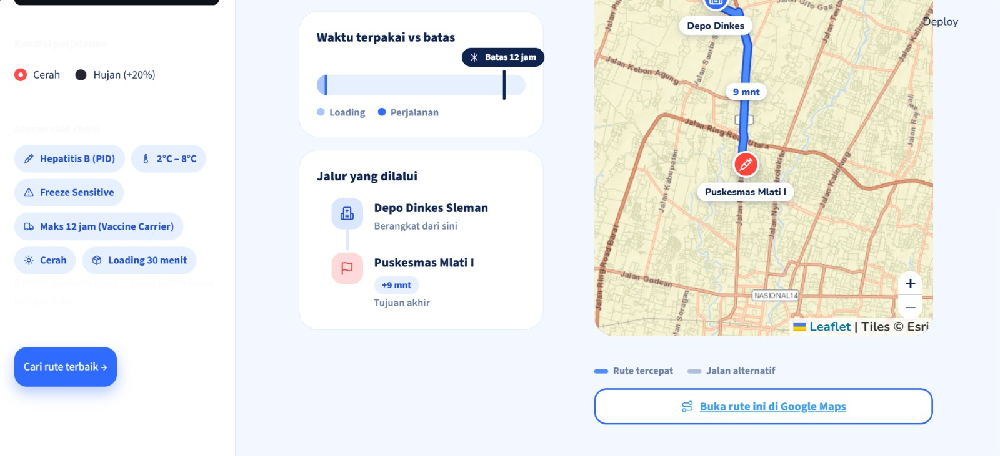 Kondisi perjalanan
Cerah
Hujan (+20%)
Aturan cold chain
Hepatitis B (PID)
2°C – 8°C
Freeze Sensitive
Maks 12 jam (Vaccine Carrier)
Cerah
Loading 30 menit
Cari rute terbaik →
Waktu terpakai vs batas
Batas 12 jam
Loading
Perjalanan
Jalur yang dilalui
Depo Dinkes Sleman
Berangkat dari sini
Puskesmas Mlati I
+9 mnt
Tujuan akhir
Deploy
Depo Dinkes
Jalan Kebon Agung
9 mnt
Jalan Ring Road Utara
Jalan Kabupaten
Jalan Kaliurang
Puskesmas Mlati I
Jalan Ring Road Barat
Jalan Godean
NASIONAL14
+
−
Leaflet | Tiles © Esri
Rute tercepat
Jalan alternatif
Buka rute ini di Google Maps